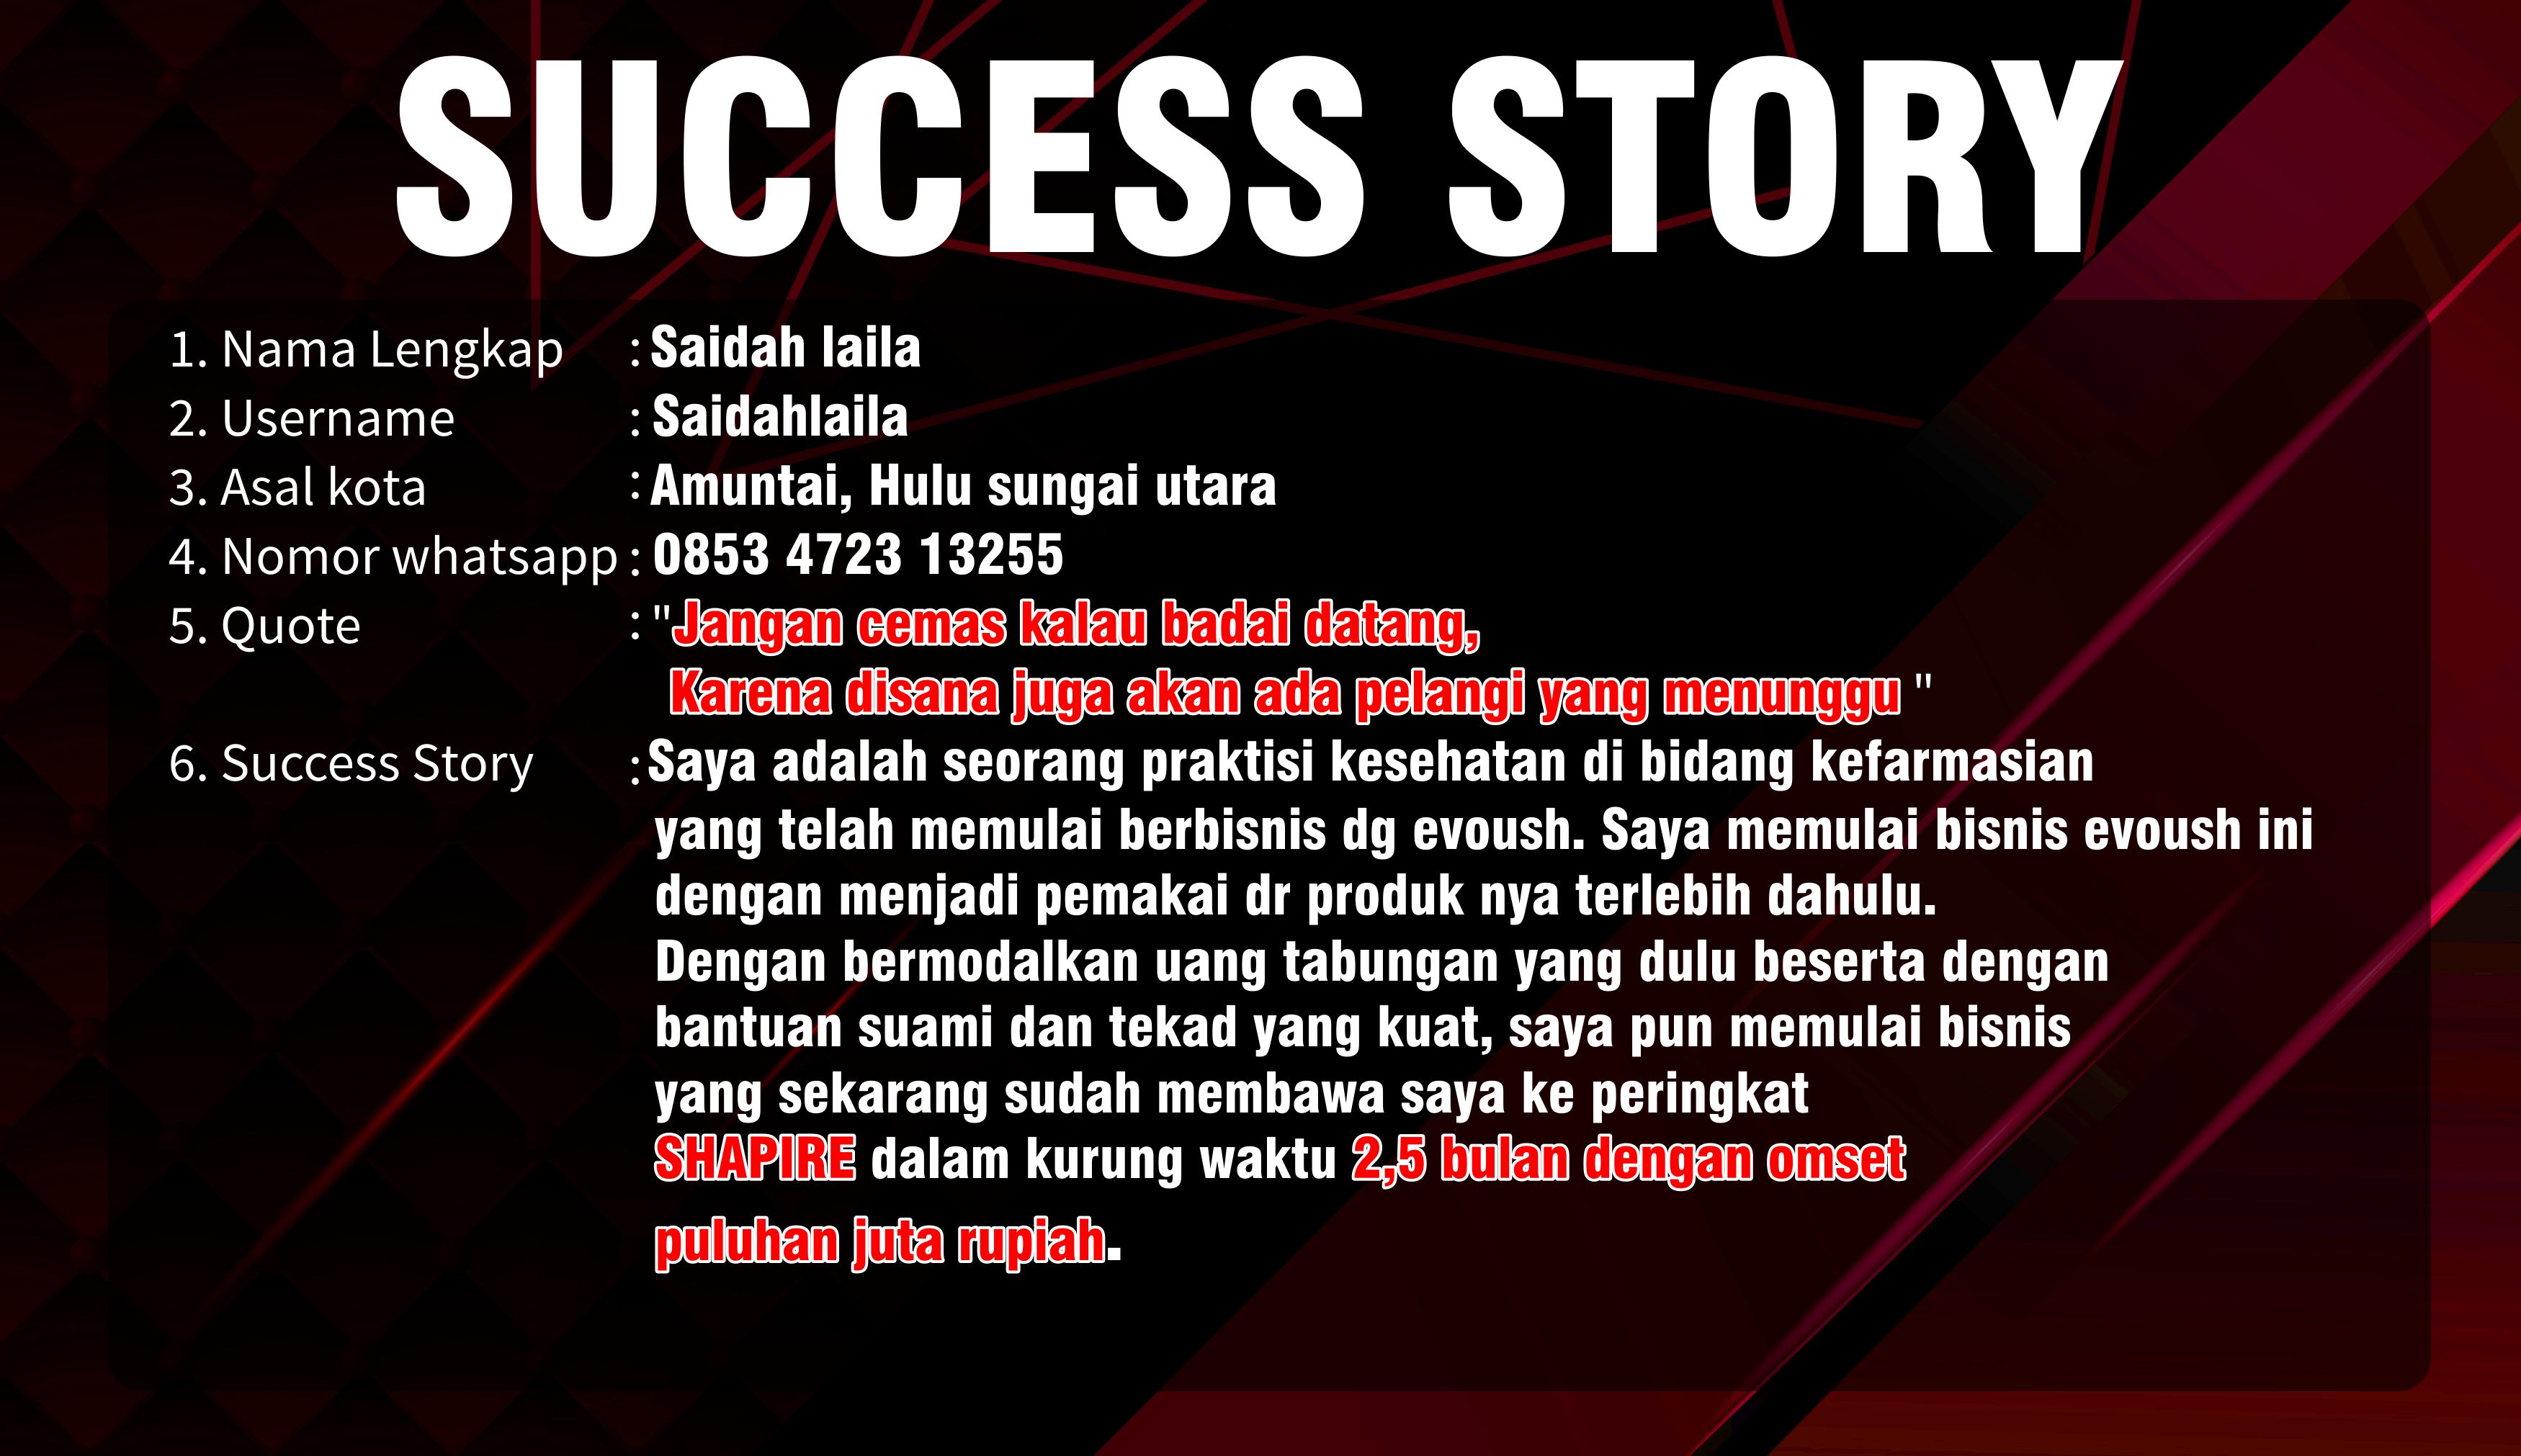 SUCCESS STORY
1. Nama Lengkap : Saidah laila
2. Username : Saidahlaila
3. Asal kota : Amuntai, Hulu sungai utara
4. Nomor whatsapp : 0853 4723 13255
5. Quote : "Jangan cemas kalau badai datang,
Karena disana juga akan ada pelangi yang menunggu "
6. Success Story : Saya adalah seorang praktisi kesehatan di bidang kefarmasian
yang telah memulai berbisnis dg evoush. Saya memulai bisnis evoush ini
dengan menjadi pemakai dr produk nya terlebih dahulu.
Dengan bermodalkan uang tabungan yang dulu beserta dengan
bantuan suami dan tekad yang kuat, saya pun memulai bisnis
yang sekarang sudah membawa saya ke peringkat
SHAPIRE dalam kurung waktu 2,5 bulan dengan omset
puluhan juta rupiah.